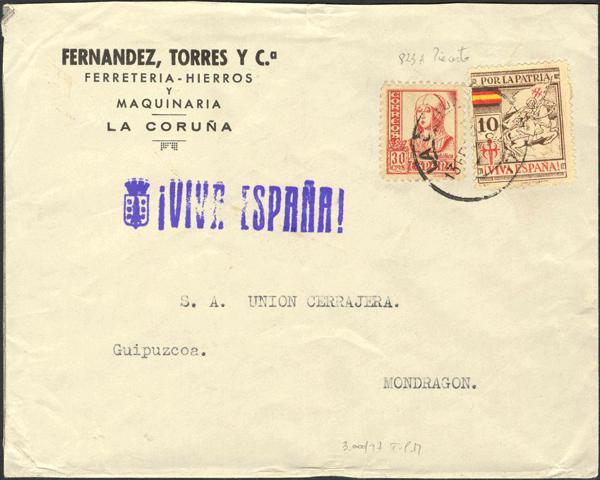 FERNANDEZ, TORRES Y C.ª
FERRETERIA-HIERROS
Y
MAQUINARIA
LA CORUÑA
CORREOS
30
POR LA PATRIA
10
¡VIVA ESPAÑA!
¡VIVA ESPAÑA!
S. A. UNION CERRAJERA.
Guipuzcoa.
MONDRAGON.